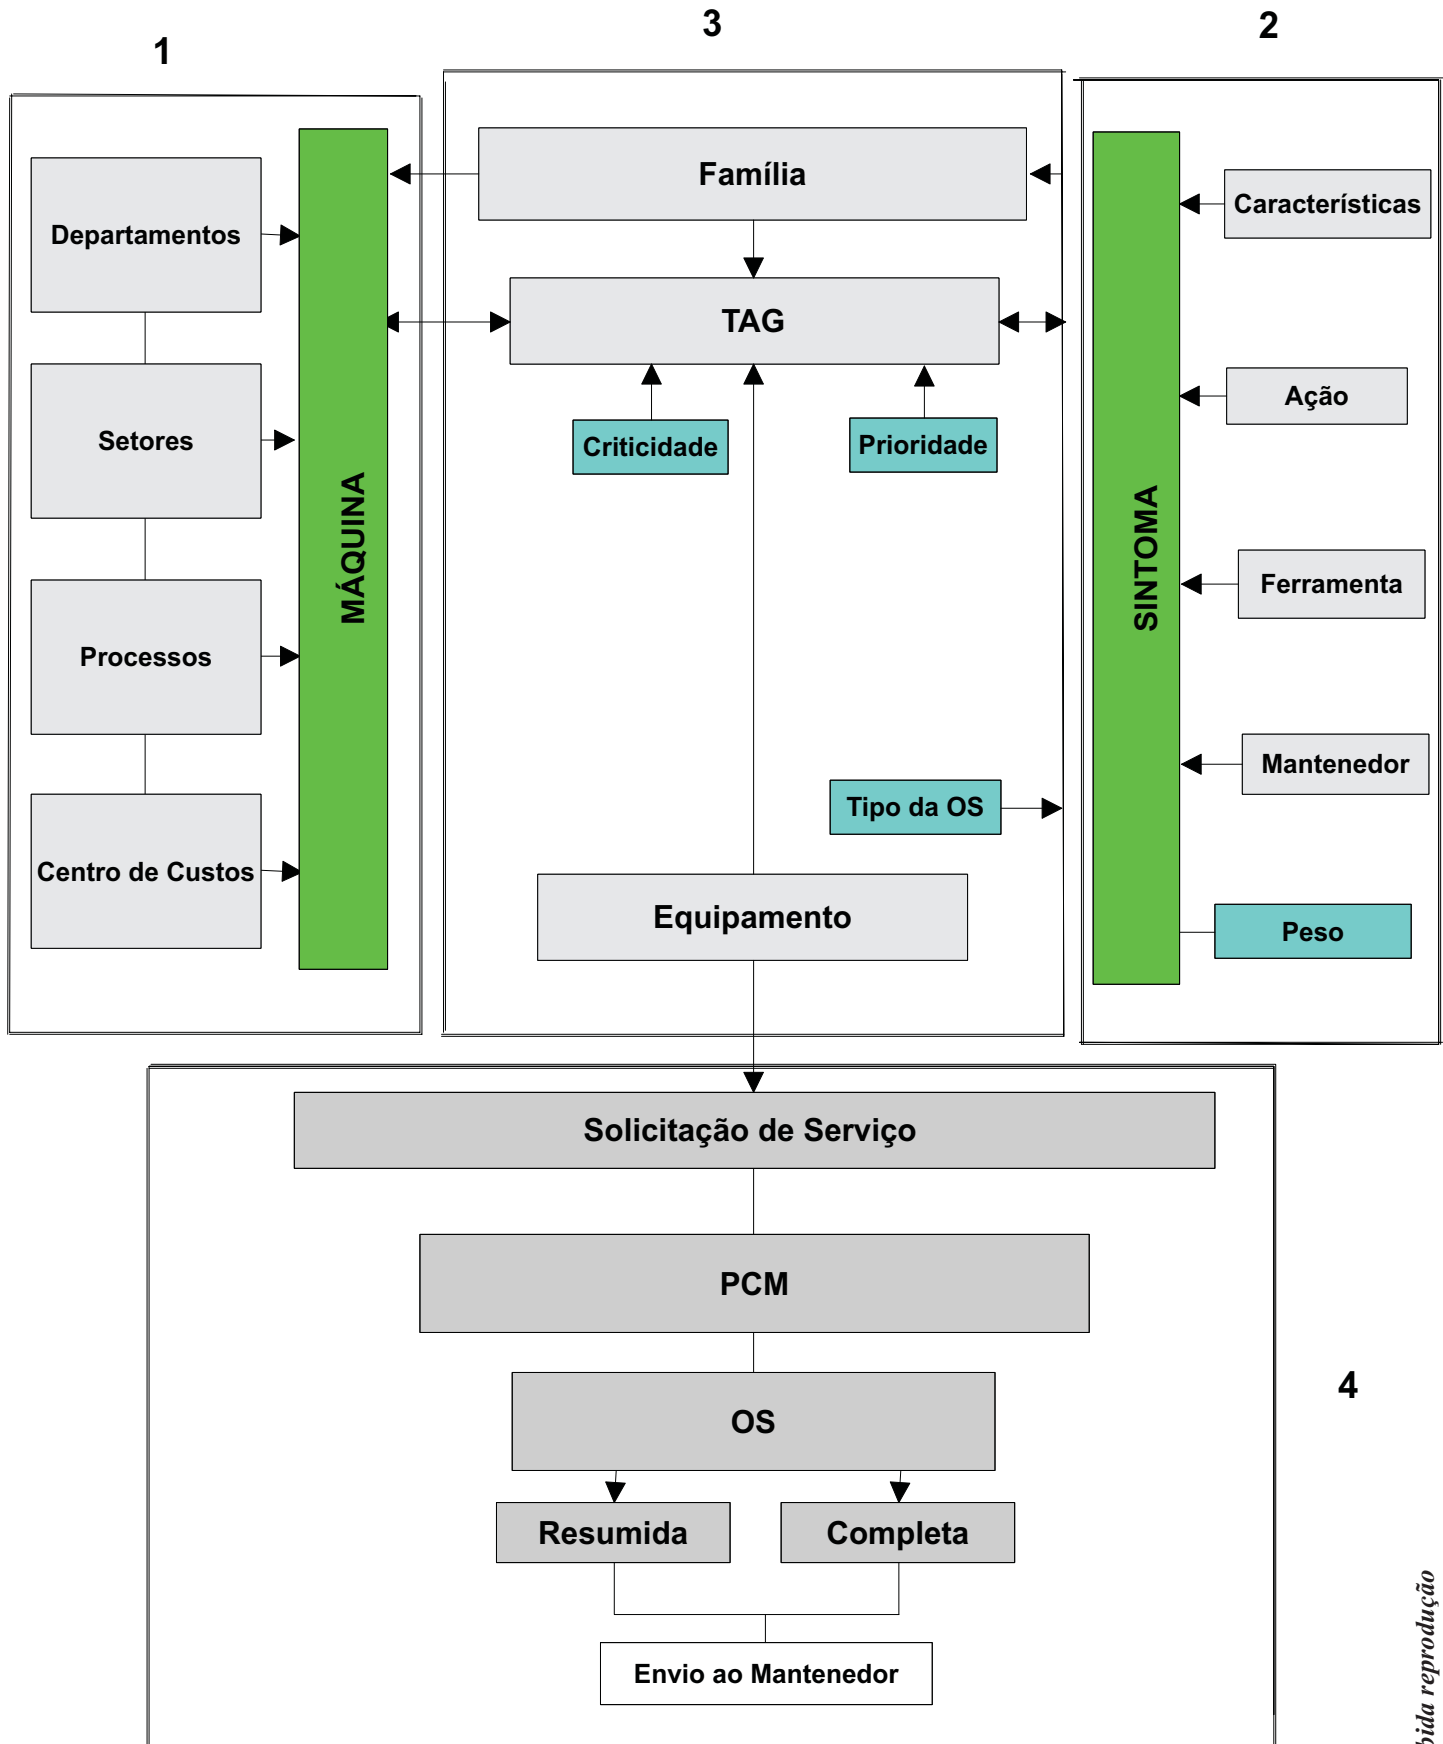 1
3
2
Departamentos
Setores
Processos
Centro de Custos
MÁQUINA
Família
TAG
Criticidade
Prioridade
Tipo da OS
Equipamento
SINTOMA
Características
Ação
Ferramenta
Mantenedor
Peso
Solicitação de Serviço
PCM
OS
Resumida
Completa
Envio ao Mantenedor
4
reprodução